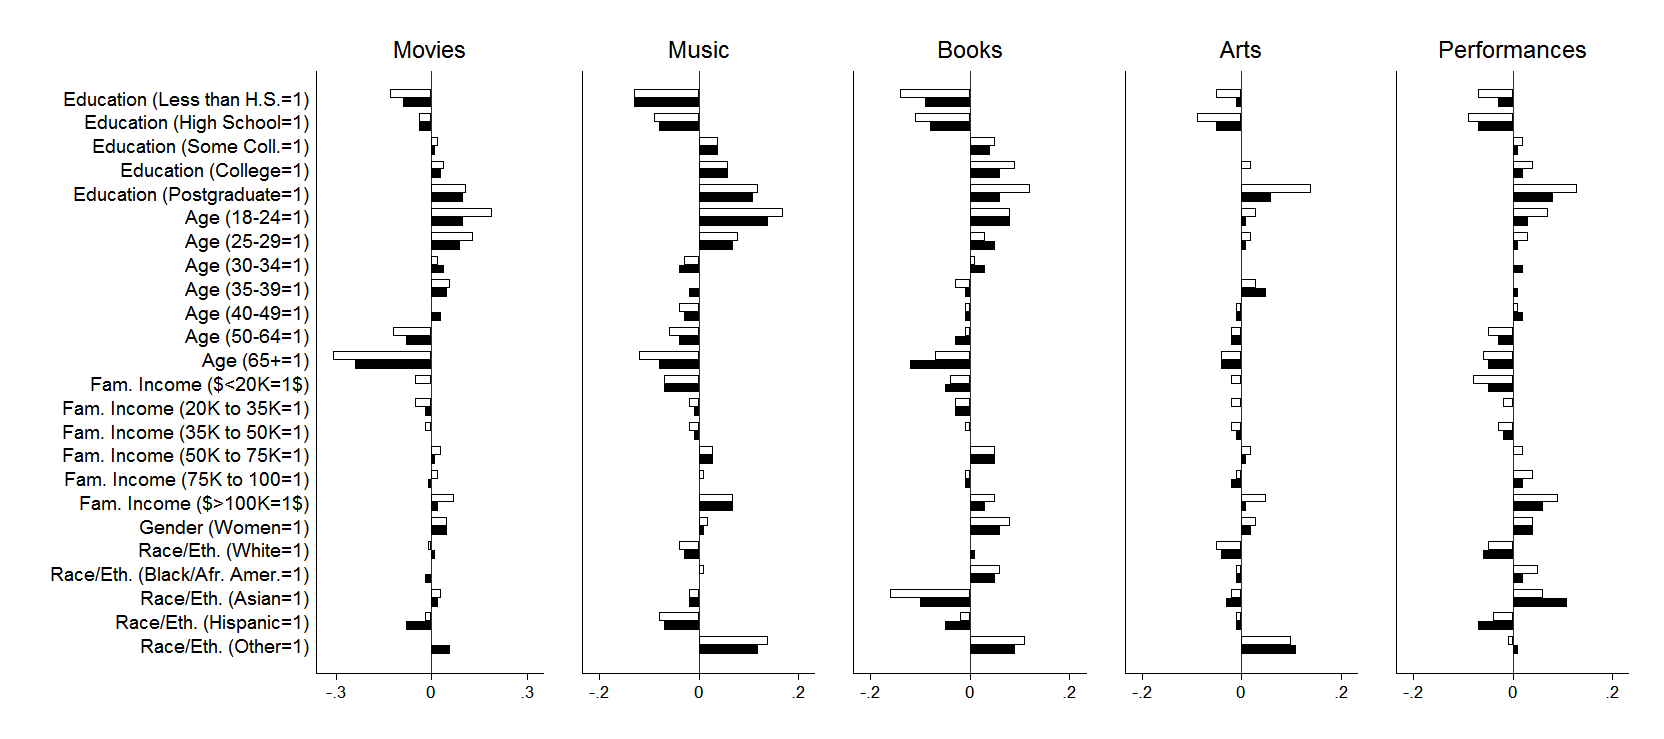 Movies Music Books Arts Performances
Education (Less than H.S.=1)
Education (High School=1)
Education (Some Coll.=1)
Education (College=1)
Education (Postgraduate=1)
Age (18-24=1)
Age (25-29=1)
Age (30-34=1)
Age (35-39=1)
Age (40-49=1)
Age (50-64=1)
Age (65+=1)
Fam. Income ($<20K=1$)
Fam. Income (20K to 35K=1)
Fam. Income (35K to 50K=1)
Fam. Income (50K to 75K=1)
Fam. Income (75K to 100=1)
Fam. Income ($>100K=1$)
Gender (Women=1)
Race/Eth. (White=1)
Race/Eth. (Black/Afr. Amer.=1)
Race/Eth. (Asian=1)
Race/Eth. (Hispanic=1)
Race/Eth. (Other=1)
-.3 0 .3 -.2 0 .2 -.2 0 .2 -.2 0 .2 -.2 0 .2